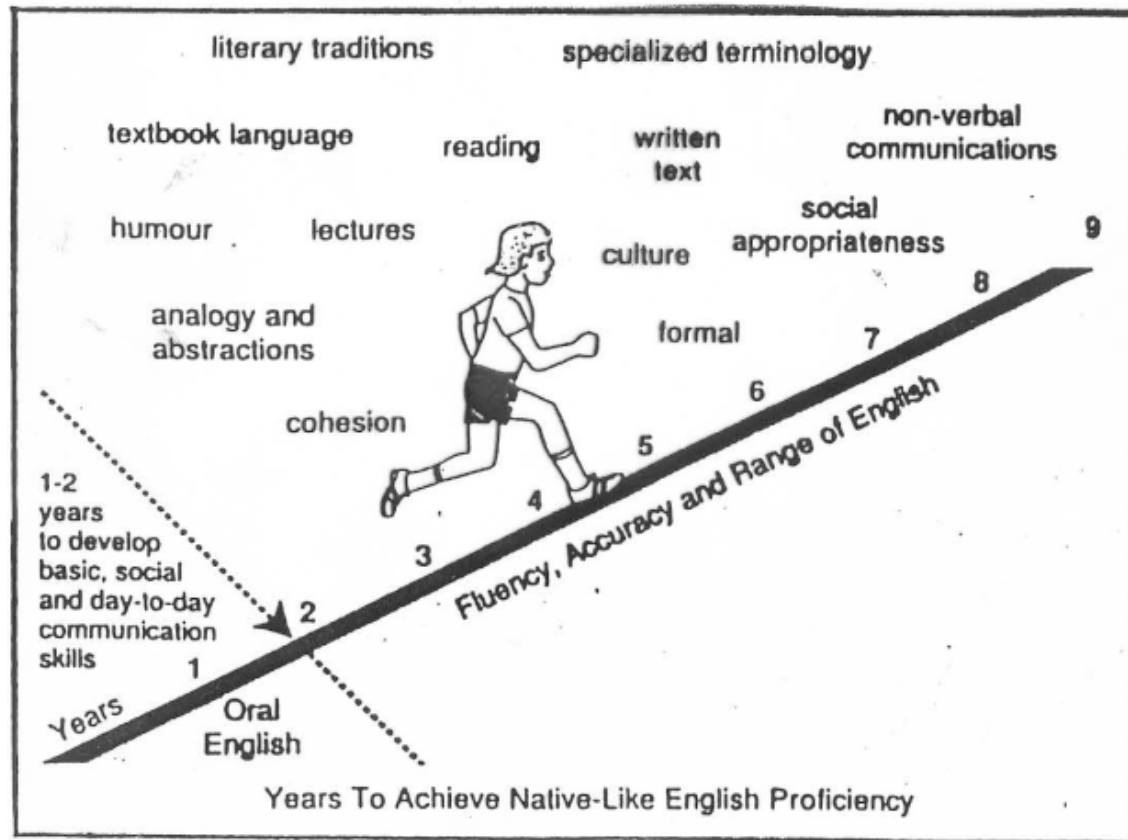 literary traditions
specialized terminology
textbook language
reading
written
text
non-verbal
communications
humour
lectures
culture
social
appropriateness
analogy and
abstractions
formal
cohesion
1-2
years
to develop
basic, social
and day-to-day
communication
skills
Years
1
2
3
4
5
6
7
8
9
Oral
English
Fluency, Accuracy and Range of English
Years To Achieve Native-Like English Proficiency